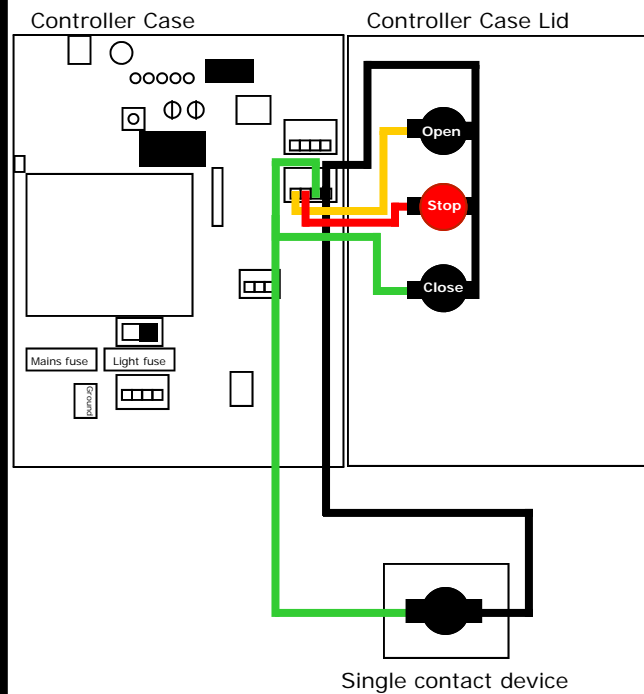 Controller Case
Controller Case Lid
Open
Stop
Close
Mains fuse
Light fuse
Ground
Single contact device